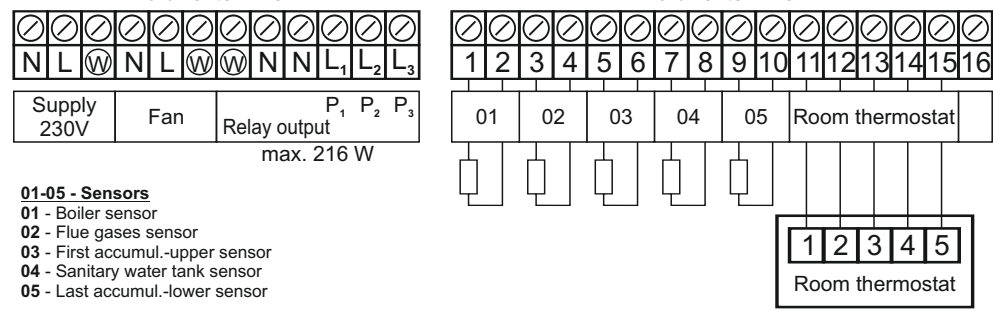 N L W N L W W N N L1 L2 L3
Supply 230V
Fan
P1 P2 P3
Relay output
max. 216 W
01-05 - Sensors
01 - Boiler sensor
02 - Flue gases sensor
03 - First accumul.-upper sensor
04 - Sanitary water tank sensor
05 - Last accumul.-lower sensor
1 2 3 4 5 6 7 8 9 10 11 12 13 14 15 16
01 02 03 04 05 Room thermostat
1 2 3 4 5
Room thermostat